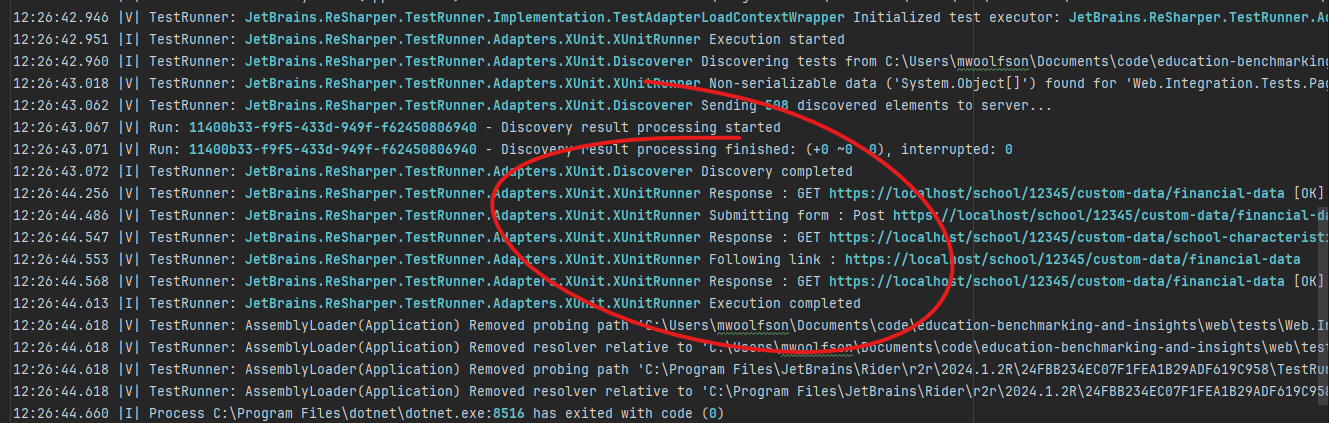 12:26:42.946 |V| TestRunner: JetBrains.ReSharper.TestRunner.Implementation.TestAdapterLoadContextWrapper Initialized test executor: JetBrains.ReSharper.TestRunner.Ad
12:26:42.951 |I| TestRunner: JetBrains.ReSharper.TestRunner.Adapters.XUnit.XUnitRunner Execution started
12:26:42.960 |I| TestRunner: JetBrains.ReSharper.TestRunner.Adapters.XUnit.Discoverer Discovering tests from C:\Users\mwoolfson\Documents\code\education-benchmarking
12:26:43.018 |V| TestRunner: JetBrains.ReSharper.TestRunner.Adapters.XUnit.XUnitRunner Non-serializable data ('System.Object[]') found for 'Web.Integration.Tests.Pag
12:26:43.062 |V| TestRunner: JetBrains.ReSharper.TestRunner.Adapters.XUnit.Discoverer Sending 508 discovered elements to server...
12:26:43.067 |V| Run: 11400b33-f9f5-433d-949f-f62450806940 - Discovery result processing started
12:26:43.071 |V| Run: 11400b33-f9f5-433d-949f-f62450806940 - Discovery result processing finished: (+0 ~0 -0), interrupted: 0
12:26:43.072 |I| TestRunner: JetBrains.ReSharper.TestRunner.Adapters.XUnit.Discoverer Discovery completed
12:26:44.256 |V| TestRunner: JetBrains.ReSharper.TestRunner.Adapters.XUnit.XUnitRunner Response : GET https://localhost/school/12345/custom-data/financial-data [OK]
12:26:44.486 |V| TestRunner: JetBrains.ReSharper.TestRunner.Adapters.XUnit.XUnitRunner Submitting form : Post https://localhost/school/12345/custom-data/financial-da
12:26:44.547 |V| TestRunner: JetBrains.ReSharper.TestRunner.Adapters.XUnit.XUnitRunner Response : GET https://localhost/school/12345/custom-data/school-characteristi
12:26:44.553 |V| TestRunner: JetBrains.ReSharper.TestRunner.Adapters.XUnit.XUnitRunner Following link : https://localhost/school/12345/custom-data/financial-data
12:26:44.568 |V| TestRunner: JetBrains.ReSharper.TestRunner.Adapters.XUnit.XUnitRunner Response : GET https://localhost/school/12345/custom-data/financial-data [OK]
12:26:44.613 |I| TestRunner: JetBrains.ReSharper.TestRunner.Adapters.XUnit.XUnitRunner Execution completed
12:26:44.618 |V| TestRunner: AssemblyLoader(Application) Removed probing path 'C:\Users\mwoolfson\Documents\code\education-benchmarking-and-insights\web\tests\Web.In
12:26:44.618 |V| TestRunner: AssemblyLoader(Application) Removed resolver relative to 'C:\Users\mwoolfson\Documents\code\education-benchmarking-and-insights\web\test
12:26:44.618 |V| TestRunner: AssemblyLoader(Application) Removed probing path 'C:\Program Files\JetBrains\Rider\r2r\2024.1.2R\24FBB234EC07F1FEA1B29ADF619C958\TestRun
12:26:44.618 |V| TestRunner: AssemblyLoader(Application) Removed resolver relative to 'C:\Program Files\JetBrains\Rider\r2r\2024.1.2R\24FBB234EC07F1FEA1B29ADF619C958
12:26:44.660 |I| Process C:\Program Files\dotnet\dotnet.exe:8516 has exited with code (0)